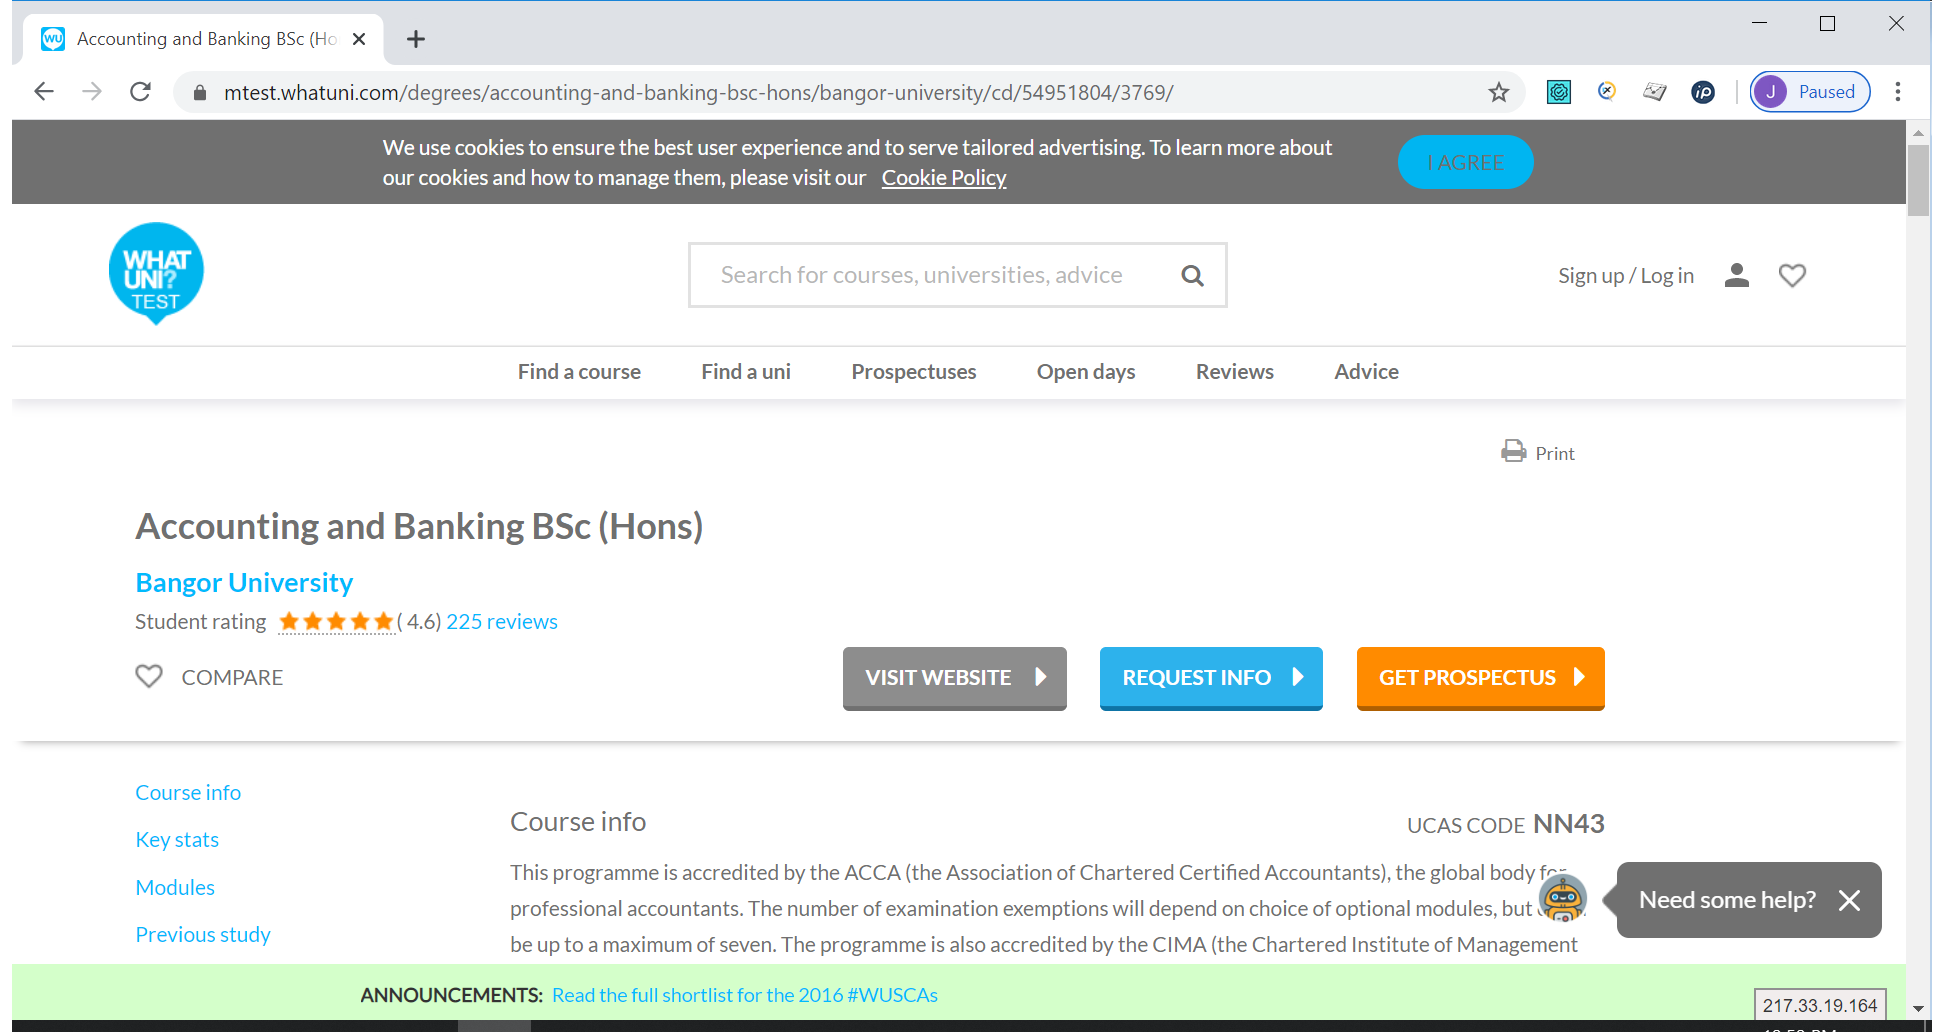 WU Accounting and Banking BSc (Ho
mtest.whatuni.com/degrees/accounting-and-banking-bsc-hons/bangor-university/cd/54951804/3769/
ip
J Paused
We use cookies to ensure the best user experience and to serve tailored advertising. To learn more about
our cookies and how to manage them, please visit our Cookie Policy
I AGREE
WHAT
UNI?
TEST
Search for courses, universities, advice
Sign up / Log in
Find a course Find a uni Prospectuses Open days Reviews Advice
Print
Accounting and Banking BSc (Hons)
Bangor University
Student rating ( 4.6) 225 reviews
COMPARE
VISIT WEBSITE REQUEST INFO GET PROSPECTUS
Course info
Key stats
Modules
Previous study
Course info
UCAS CODE NN43
This programme is accredited by the ACCA (the Association of Chartered Certified Accountants), the global body for
professional accountants. The number of examination exemptions will depend on choice of optional modules, but
be up to a maximum of seven. The programme is also accredited by the CIMA (the Chartered Institute of Management
Need some help?
ANNOUNCEMENTS: Read the full shortlist for the 2016 #WUSCAs
217.33.19.164